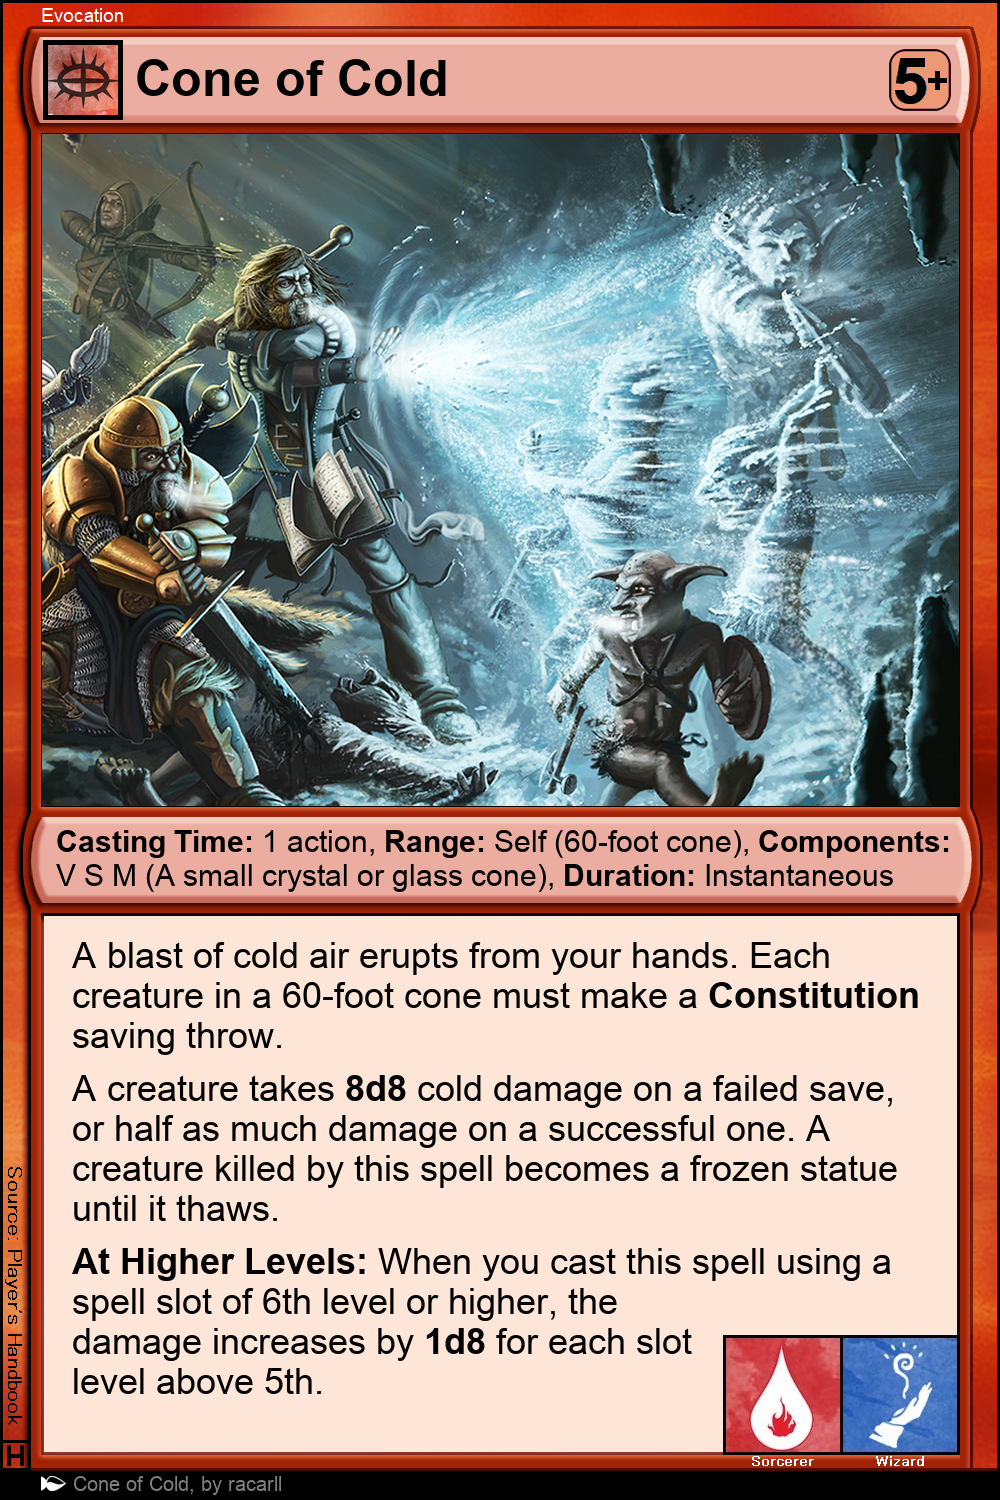 Evocation
Cone of Cold
5+
Casting Time: 1 action, Range: Self (60-foot cone), Components:
V S M (A small crystal or glass cone), Duration: Instantaneous
A blast of cold air erupts from your hands. Each
creature in a 60-foot cone must make a Constitution
saving throw.
A creature takes 8d8 cold damage on a failed save,
or half as much damage on a successful one. A
creature killed by this spell becomes a frozen statue
until it thaws.
At Higher Levels: When you cast this spell using a
spell slot of 6th level or higher, the
damage increases by 1d8 for each slot
level above 5th.
Sorcerer
Wizard
Source: Player's Handbook
H
Cone of Cold, by racarll